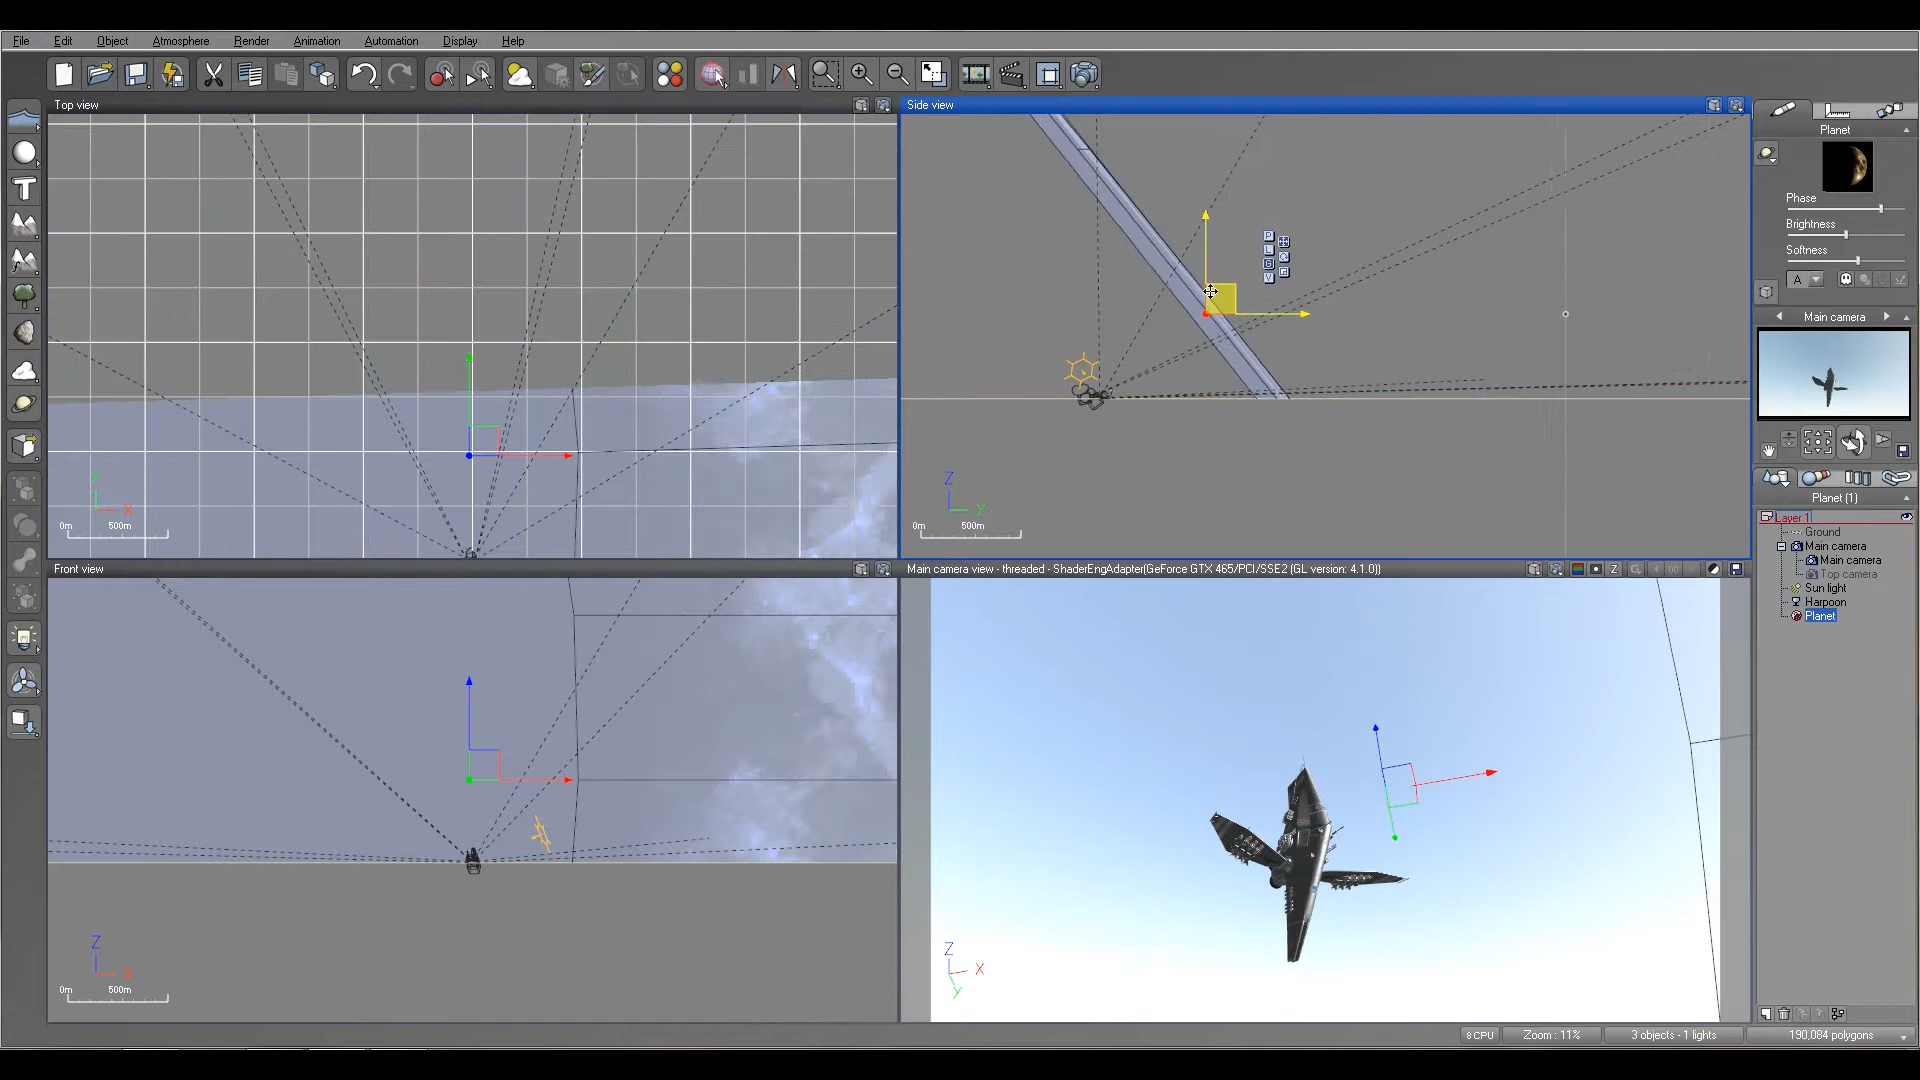 File Edit Object Atmosphere Render Animation Automation Display Help
Top view
Side view
Planet
Phase
Brightness
Softness
A
P
L
G
V
Main camera
Y
X
0m 500m
Z
Y
0m 500m
Planet (1)
Layer 1
Ground
Main camera
Main camera
Top camera
Sun light
Harpoon
Planet
Front view
Main camera view - threaded - ShaderEngAdapter(GeForce GTX 465/PCI/SSE2 (GL version: 4.1.0))
Z
Z
X
0m 500m
Z
X
Y
8 CPU Zoom : 11% 3 objects - 1 lights 190,084 polygons